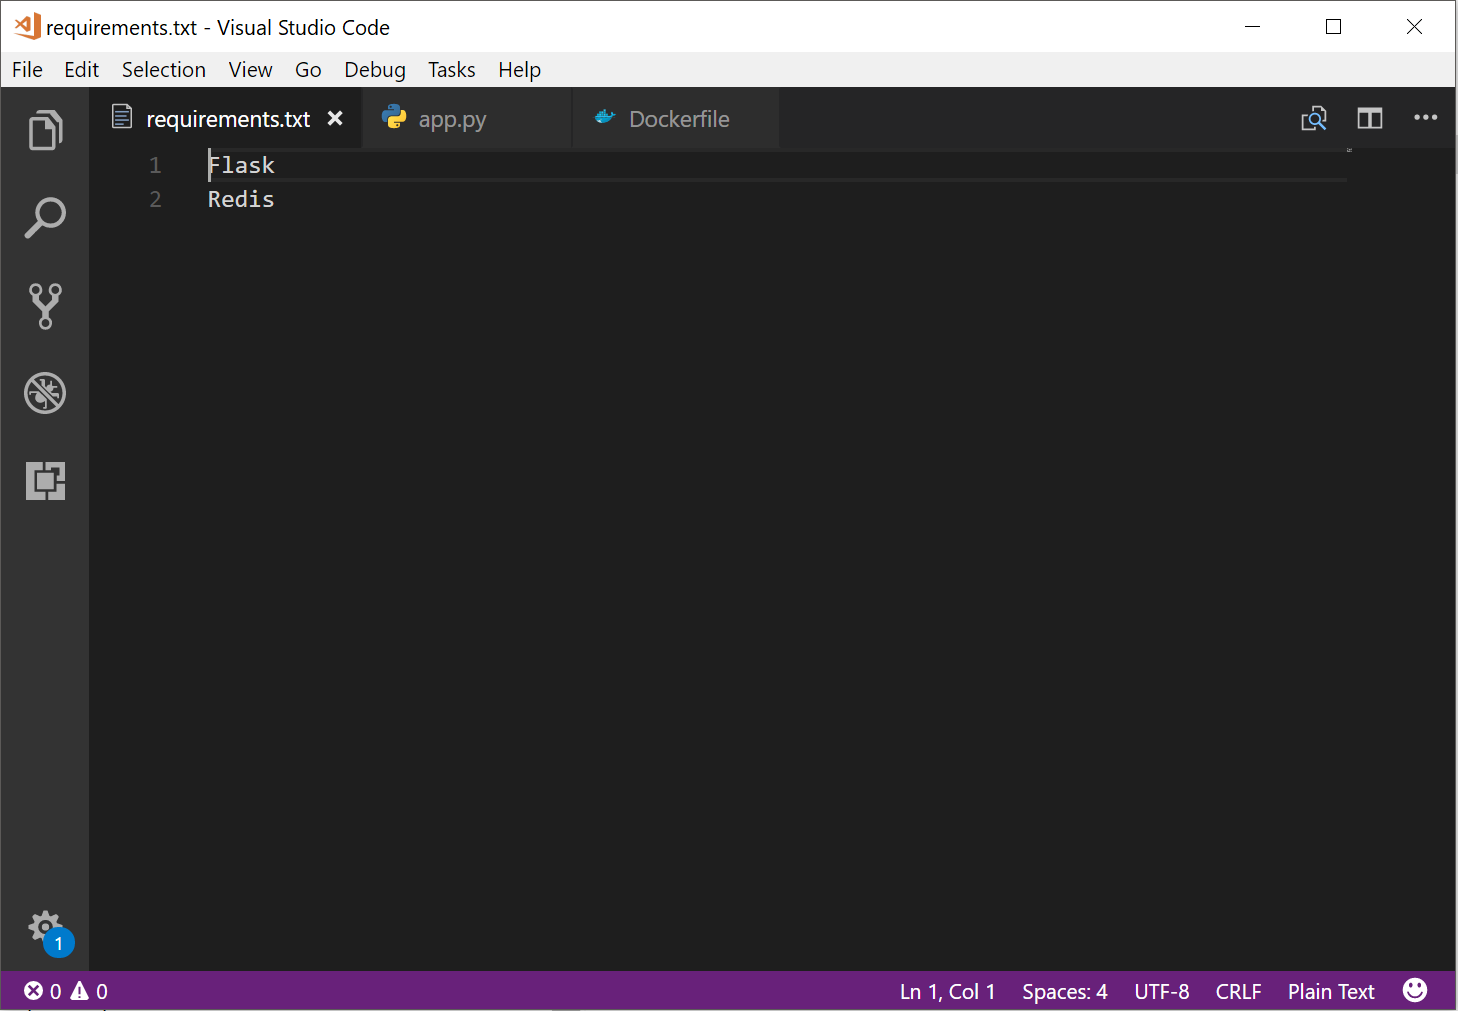 requirements.txt - Visual Studio Code
File Edit Selection View Go Debug Tasks Help
requirements.txt app.py Dockerfile
1 Flask
2 Redis
1
0 0 Ln 1, Col 1 Spaces: 4 UTF-8 CRLF Plain Text